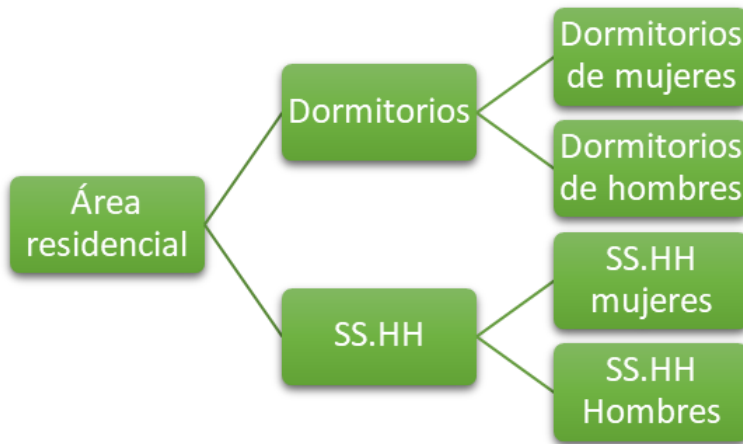 Área
residencial
Dormitorios
Dormitorios
de mujeres
Dormitorios
de hombres
SS.HH
SS.HH
mujeres
SS.HH
Hombres